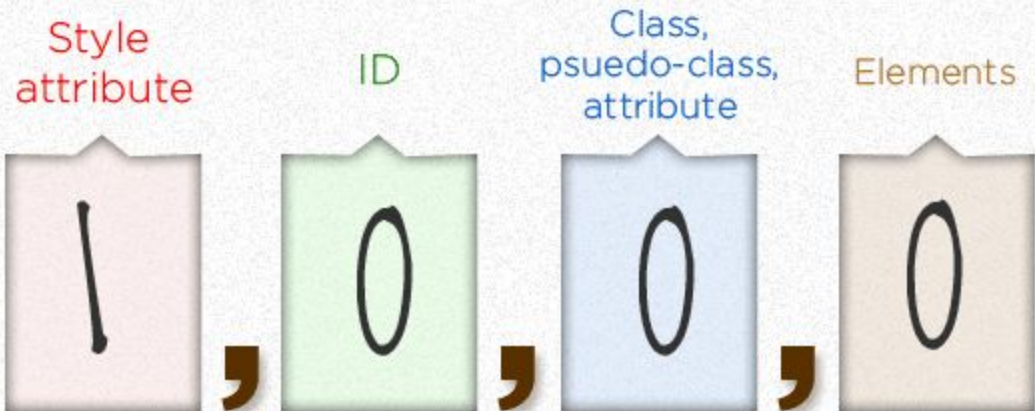 Style
attribute
ID
Class,
psuedo-class,
attribute
Elements
1 , 0 , 0 , 0